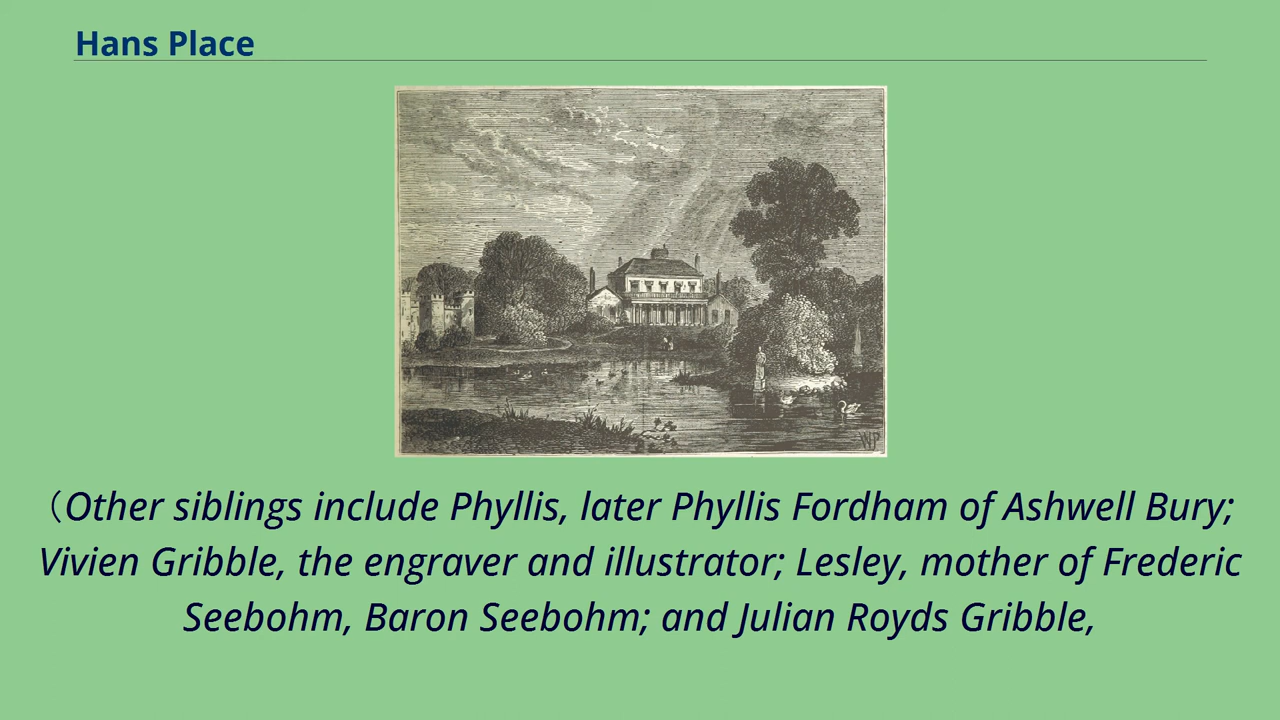 Hans Place
WP
(Other siblings include Phyllis, later Phyllis Fordham of Ashwell Bury;
Vivien Gribble, the engraver and illustrator; Lesley, mother of Frederic
Seebohm, Baron Seebohm; and Julian Royds Gribble,